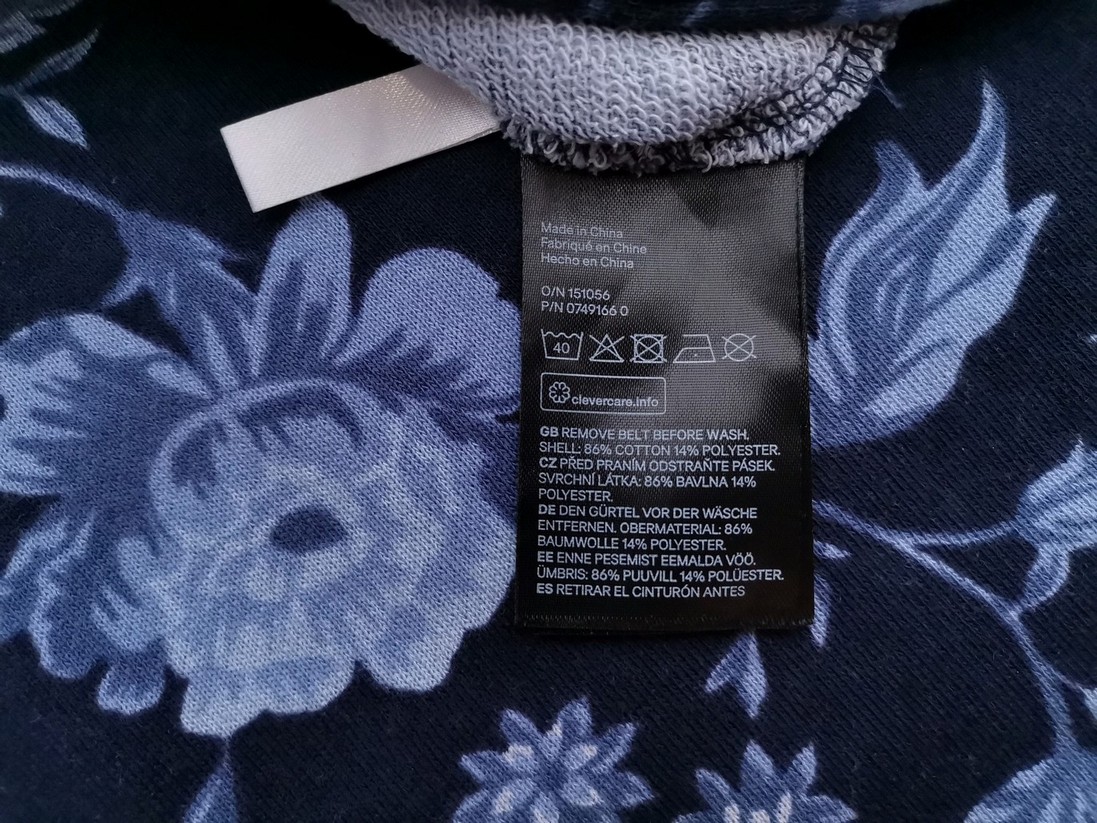 Made in China
Fabriqué en Chine
Hecho en China
O/N 151056
P/N 0749166 0
40
clevercare.info
GB REMOVE BELT BEFORE WASH.
SHELL: 86% COTTON 14% POLYESTER.
CZ PŘED PRANÍM ODSTRAŇTE PÁSEK.
SVRCHNÍ LÁTKA: 86% BAVLNA 14%
POLYESTER.
DE DEN GÜRTEL VOR DER WÄSCHE
ENTFERNEN. OBERMATERIAL: 86%
BAUMWOLLE 14% POLYESTER.
EE ENNE PESEMIST EEMALDA VÖÖ.
ÜMBRIS: 86% PUUVILL 14% POLÜESTER.
ES RETIRAR EL CINTURÓN ANTES